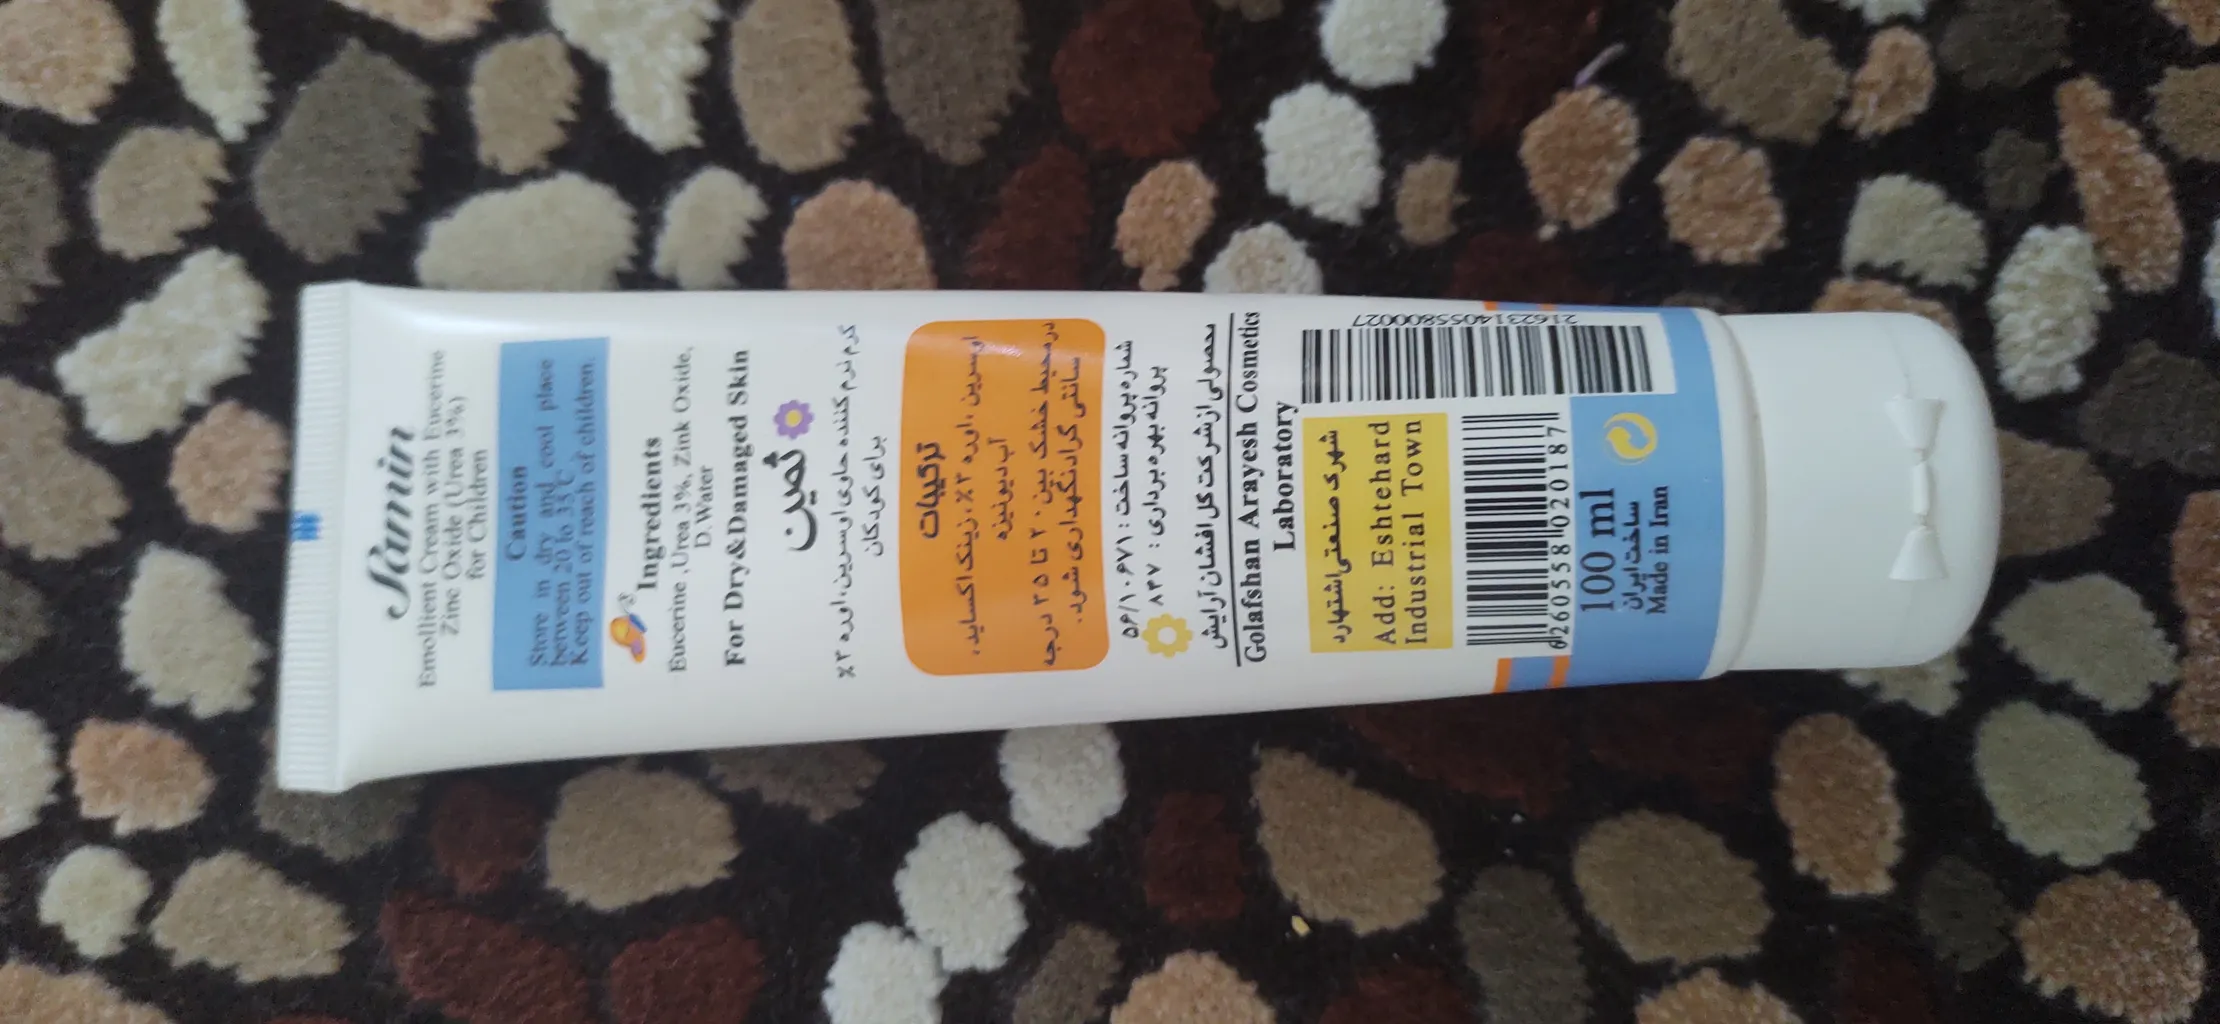 Samin
Emollient Cream with Eucerine
Zinc Oxide (Urea 3%)
for Children
Caution
Store in dry and cool place
between 20 To 35°C
Keep out of reach of children.
Ingredients
Eucerine ,Urea 3%, Zink Oxide,
D.Water
For Dry&Damaged Skin
ثمین
کرم نرم کننده حاوی اوسرین، اوره ۳٪
برای کودکان
ترکیبات
اوسرین ،اوره ۳٪، زینک اکساید،
آب دیونیزه
در محیط خشک بین ۲۰ تا ۲۵ درجه
سانتی گراد نگهداری شود.
شماره پروانه ساخت : ۵۶/۱۰۶۷۱
پروانه بهره برداری : ۸۳۷
محصولی از شرکت گل افشان آرایش
Golafshan Arayesh Cosmetics
Laboratory
شهرک صنعتی اشتهارد
Add: Eshtehard
Industrial Town
2162314055800027
6260558020187
100 ml
ساخت ایران
Made in Iran